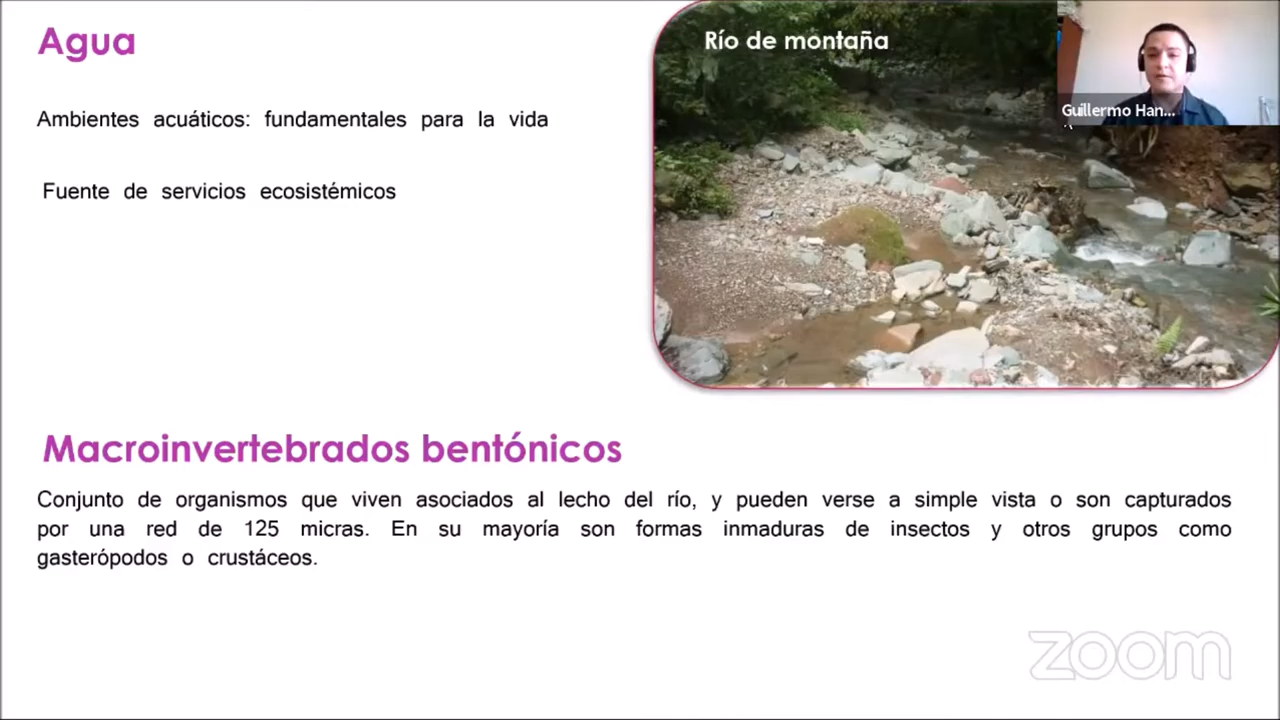 Agua
Río de montaña
Guillermo Han...
Ambientes acuáticos: fundamentales para la vida
Fuente de servicios ecosistémicos
Macroinvertebrados bentónicos
Conjunto de organismos que viven asociados al lecho del río, y pueden verse a simple vista o son capturados
por una red de 125 micras. En su mayoría son formas inmaduras de insectos y otros grupos como
gasterópodos o crustáceos.
zoom